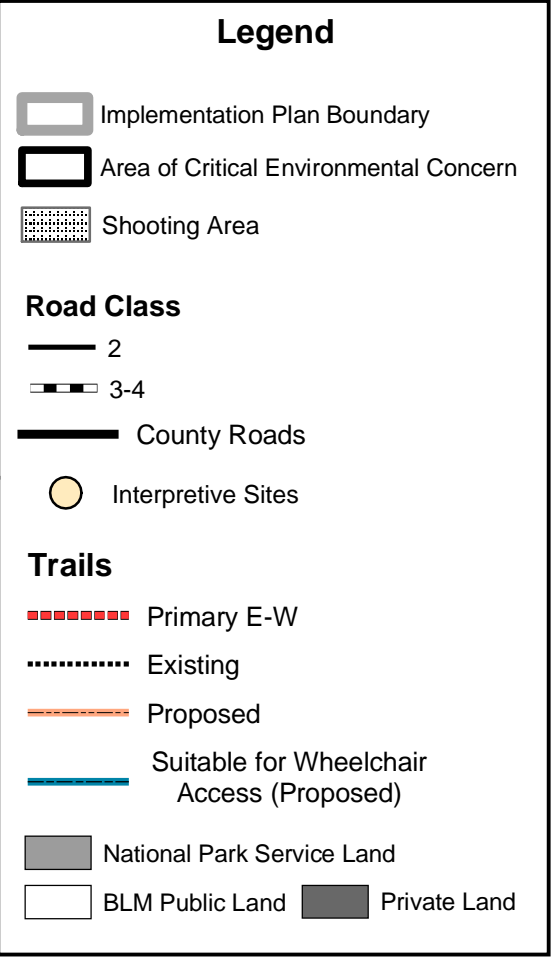 Legend
Implementation Plan Boundary
Area of Critical Environmental Concern
Shooting Area
Road Class
2
3-4
County Roads
Interpretive Sites
Trails
Primary E-W
Existing
Proposed
Suitable for Wheelchair
Access (Proposed)
National Park Service Land
BLM Public Land Private Land